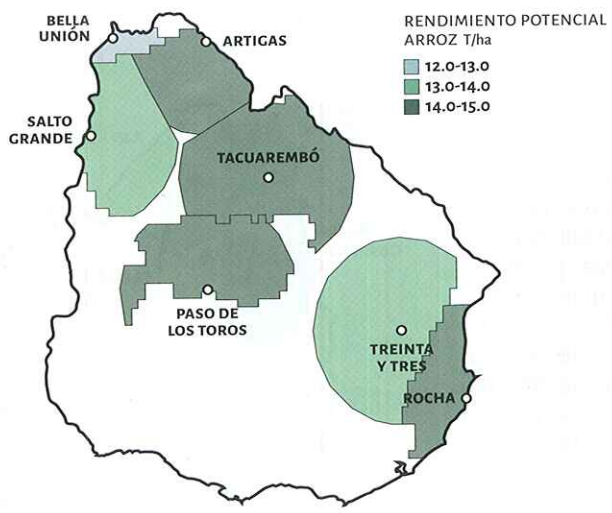 RENDIMIENTO POTENCIAL
ARROZ T/ha
12.0-13.0
13.0-14.0
14.0-15.0
BELLA
UNIÓN
ARTIGAS
SALTO
GRANDE
TACUAREMBÓ
PASO DE
LOS TOROS
TREINTA
Y TRES
ROCHA